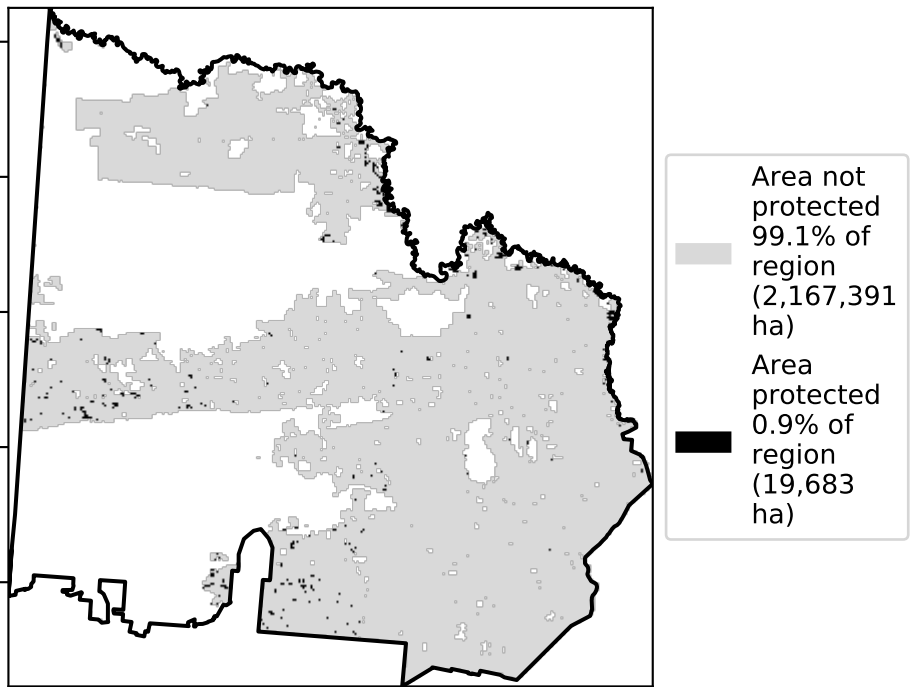 Area not
protected
99.1% of
region
(2,167,391
ha)
Area
protected
0.9% of
region
(19,683
ha)